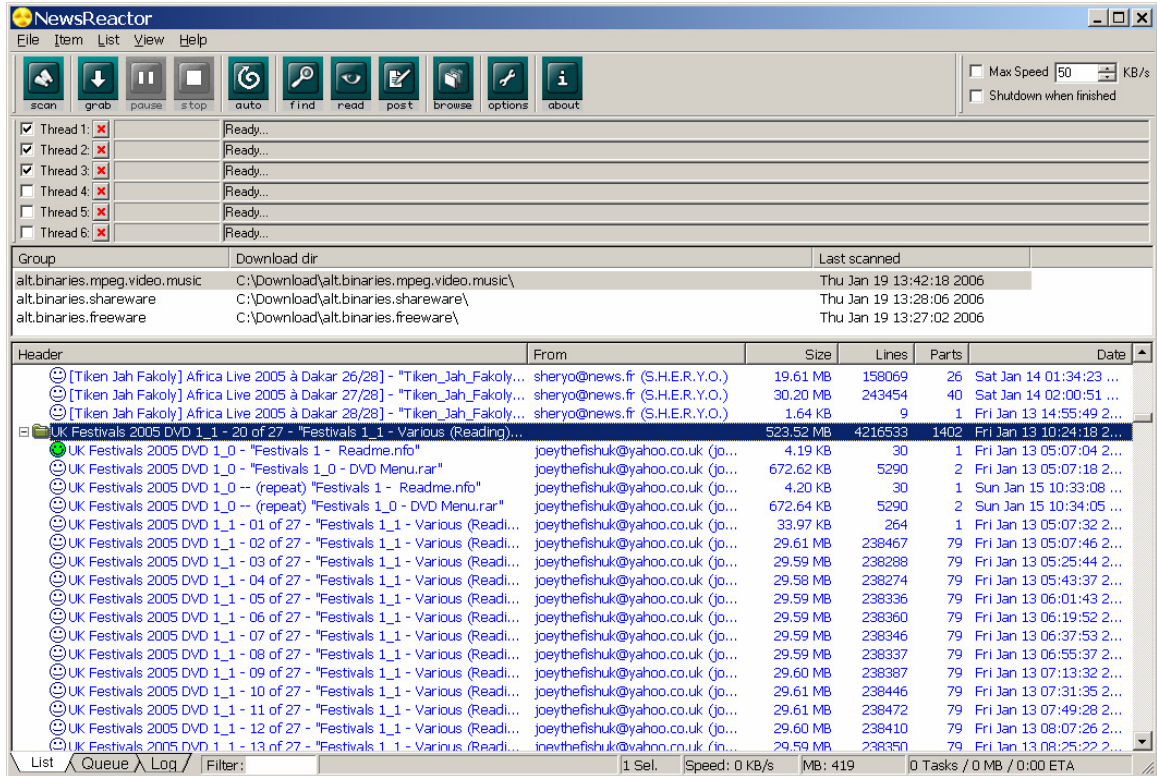 NewsReactor
File Item List View Help
scan grab pause stop auto find read post browse options about
Max Speed 50 KB/s
Shutdown when finished
Thread 1: Ready...
Thread 2: Ready...
Thread 3: Ready...
Thread 4: Ready...
Thread 5: Ready...
Thread 6: Ready...
Group Download dir Last scanned
alt.binaries.mpeg.video.music C:\Download\alt.binaries.mpeg.video.music\ Thu Jan 19 13:42:18 2006
alt.binaries.shareware C:\Download\alt.binaries.shareware\ Thu Jan 19 13:28:06 2006
alt.binaries.freeware C:\Download\alt.binaries.freeware\ Thu Jan 19 13:27:02 2006
Header From Size Lines Parts Date
[Tiken Jah Fakoly] Africa Live 2005 à Dakar 26/28] - "Tiken_Jah_Fakoly... sheryo@news.fr (S.H.E.R.Y.O.) 19.61 MB 158069 26 Sat Jan 14 01:34:23 ...
[Tiken Jah Fakoly] Africa Live 2005 à Dakar 27/28] - "Tiken_Jah_Fakoly... sheryo@news.fr (S.H.E.R.Y.O.) 30.20 MB 243454 40 Sat Jan 14 02:00:51 ...
[Tiken Jah Fakoly] Africa Live 2005 à Dakar 28/28] - "Tiken_Jah_Fakoly... sheryo@news.fr (S.H.E.R.Y.O.) 1.64 KB 9 1 Fri Jan 13 14:55:49 2...
UK Festivals 2005 DVD 1_1 - 20 of 27 - "Festivals 1_1 - Various (Reading)... 523.52 MB 4216533 1402 Fri Jan 13 10:24:18 2...
UK Festivals 2005 DVD 1_0 - "Festivals 1 - Readme.nfo" joeythefishuk@yahoo.co.uk (jo... 4.19 KB 30 1 Fri Jan 13 05:07:04 2...
UK Festivals 2005 DVD 1_0 - "Festivals 1_0 - DVD Menu.rar" joeythefishuk@yahoo.co.uk (jo... 672.62 KB 5290 2 Fri Jan 13 05:07:18 2...
UK Festivals 2005 DVD 1_0 -- (repeat) "Festivals 1 - Readme.nfo" joeythefishuk@yahoo.co.uk (jo... 4.20 KB 30 1 Sun Jan 15 10:33:08 ...
UK Festivals 2005 DVD 1_0 -- (repeat) "Festivals 1_0 - DVD Menu.rar" joeythefishuk@yahoo.co.uk (jo... 672.64 KB 5290 2 Sun Jan 15 10:34:05 ...
UK Festivals 2005 DVD 1_1 - 01 of 27 - "Festivals 1_1 - Various (Readi... joeythefishuk@yahoo.co.uk (jo... 33.97 KB 264 1 Fri Jan 13 05:07:32 2...
UK Festivals 2005 DVD 1_1 - 02 of 27 - "Festivals 1_1 - Various (Readi... joeythefishuk@yahoo.co.uk (jo... 29.61 MB 238467 79 Fri Jan 13 05:07:46 2...
UK Festivals 2005 DVD 1_1 - 03 of 27 - "Festivals 1_1 - Various (Readi... joeythefishuk@yahoo.co.uk (jo... 29.59 MB 238288 79 Fri Jan 13 05:25:44 2...
UK Festivals 2005 DVD 1_1 - 04 of 27 - "Festivals 1_1 - Various (Readi... joeythefishuk@yahoo.co.uk (jo... 29.58 MB 238274 79 Fri Jan 13 05:43:37 2...
UK Festivals 2005 DVD 1_1 - 05 of 27 - "Festivals 1_1 - Various (Readi... joeythefishuk@yahoo.co.uk (jo... 29.59 MB 238336 79 Fri Jan 13 06:01:43 2...
UK Festivals 2005 DVD 1_1 - 06 of 27 - "Festivals 1_1 - Various (Readi... joeythefishuk@yahoo.co.uk (jo... 29.59 MB 238360 79 Fri Jan 13 06:19:52 2...
UK Festivals 2005 DVD 1_1 - 07 of 27 - "Festivals 1_1 - Various (Readi... joeythefishuk@yahoo.co.uk (jo... 29.59 MB 238346 79 Fri Jan 13 06:37:53 2...
UK Festivals 2005 DVD 1_1 - 08 of 27 - "Festivals 1_1 - Various (Readi... joeythefishuk@yahoo.co.uk (jo... 29.59 MB 238337 79 Fri Jan 13 06:55:37 2...
UK Festivals 2005 DVD 1_1 - 09 of 27 - "Festivals 1_1 - Various (Readi... joeythefishuk@yahoo.co.uk (jo... 29.60 MB 238387 79 Fri Jan 13 07:13:32 2...
UK Festivals 2005 DVD 1_1 - 10 of 27 - "Festivals 1_1 - Various (Readi... joeythefishuk@yahoo.co.uk (jo... 29.61 MB 238446 79 Fri Jan 13 07:31:35 2...
UK Festivals 2005 DVD 1_1 - 11 of 27 - "Festivals 1_1 - Various (Readi... joeythefishuk@yahoo.co.uk (jo... 29.61 MB 238472 79 Fri Jan 13 07:49:28 2...
UK Festivals 2005 DVD 1_1 - 12 of 27 - "Festivals 1_1 - Various (Readi... joeythefishuk@yahoo.co.uk (jo... 29.60 MB 238410 79 Fri Jan 13 08:07:26 2...
UK Festivals 2005 DVD 1_1 - 13 of 27 - "Festivals 1_1 - Various (Readi... joeythefishuk@yahoo.co.uk (jo... 29.59 MB 238350 79 Fri Jan 13 08:25:22 2...
List Queue Log Filter: 1 Sel. Speed: 0 KB/s MB: 419 0 Tasks / 0 MB / 0:00 ETA